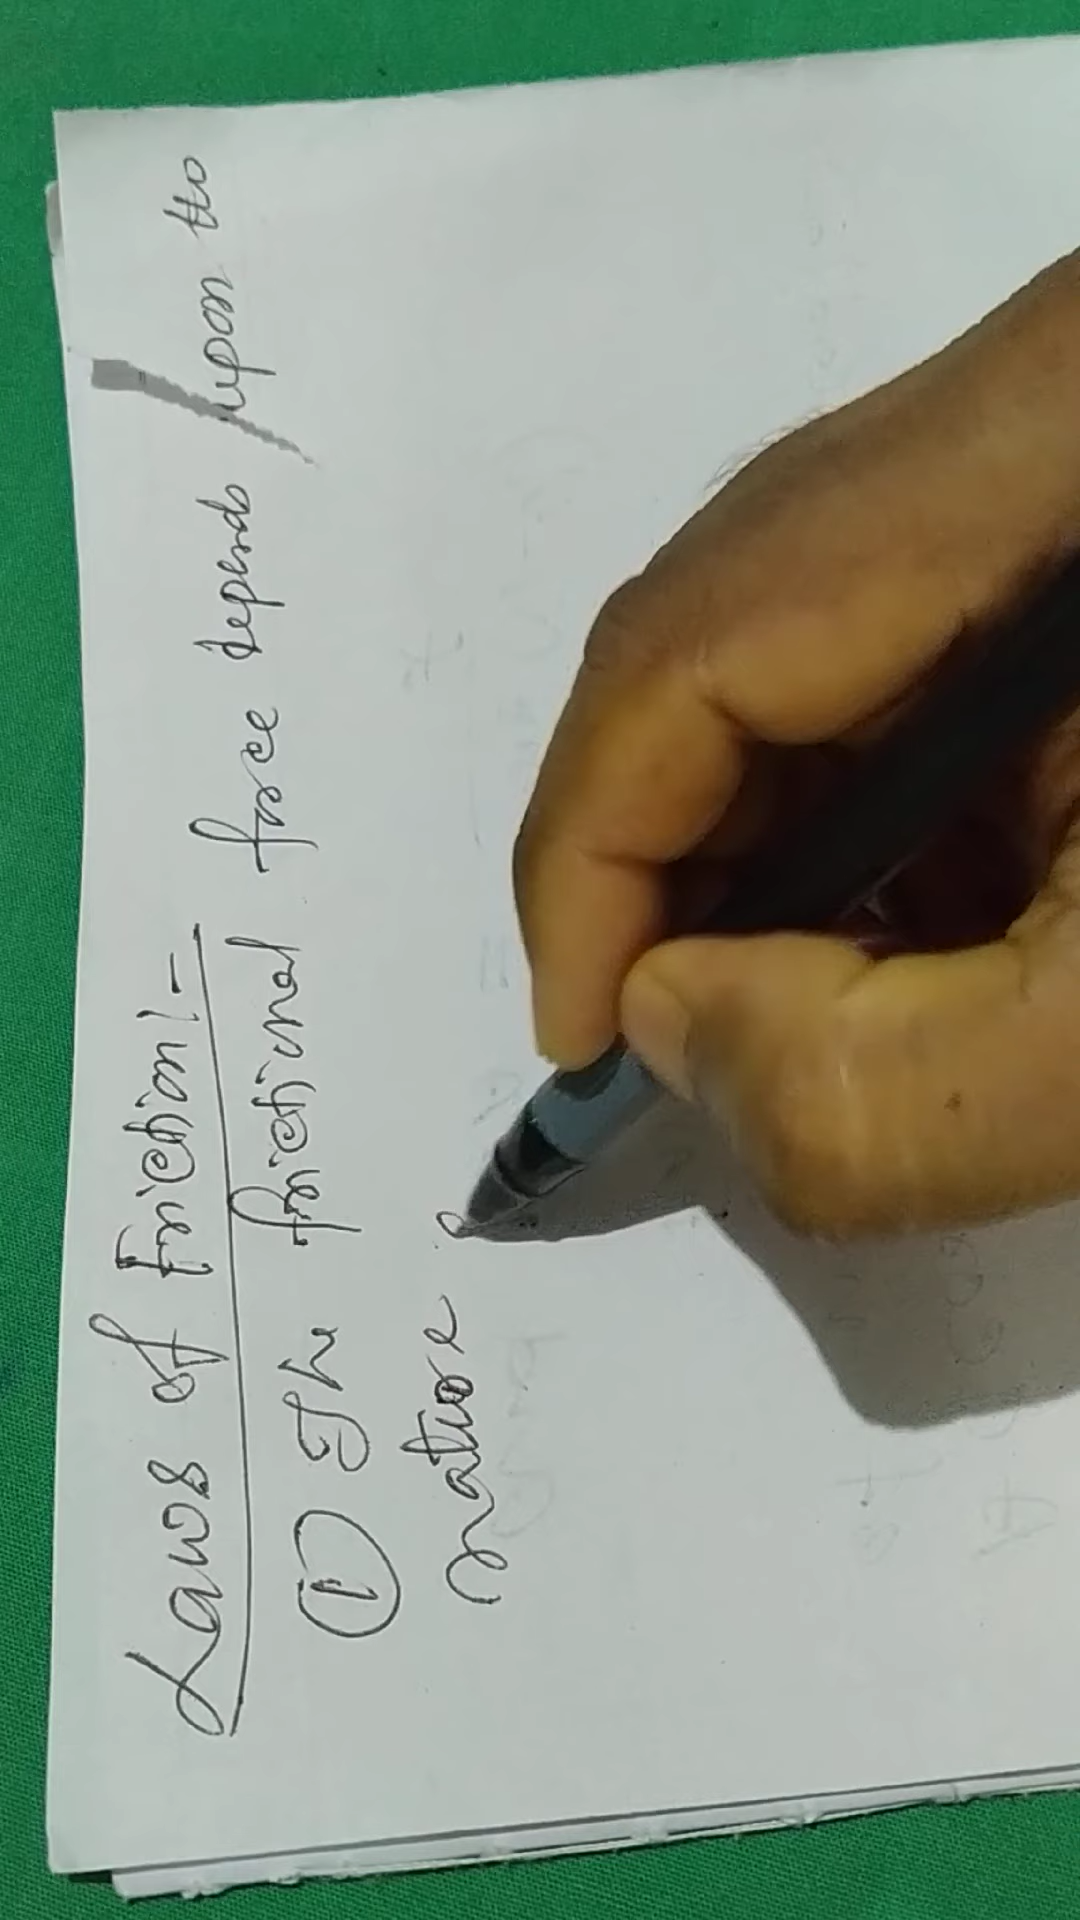 Laws of Friction!-
① The frictional force depends upon the
nature o